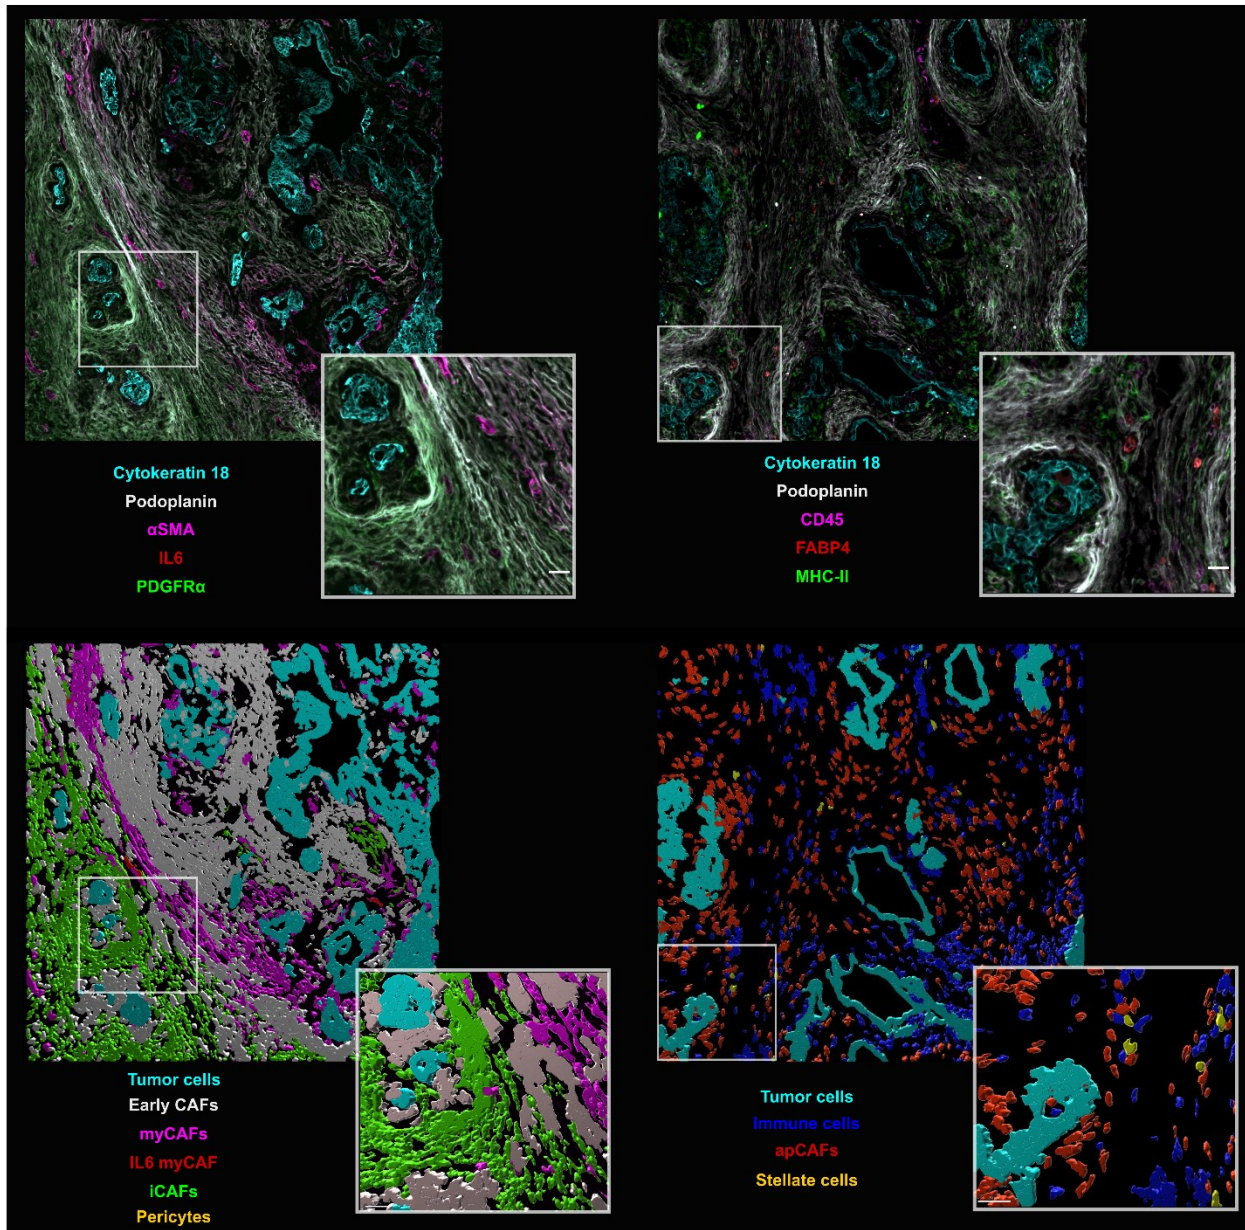 Cytokeratin 18
Podoplanin
αSMA
IL6
PDGFRα
Cytokeratin 18
Podoplanin
CD45
FABP4
MHC-II
Tumor cells
Early CAFs
myCAFs
IL6 myCAF
iCAFs
Pericytes
Tumor cells
Immune cells
apCAFs
Stellate cells